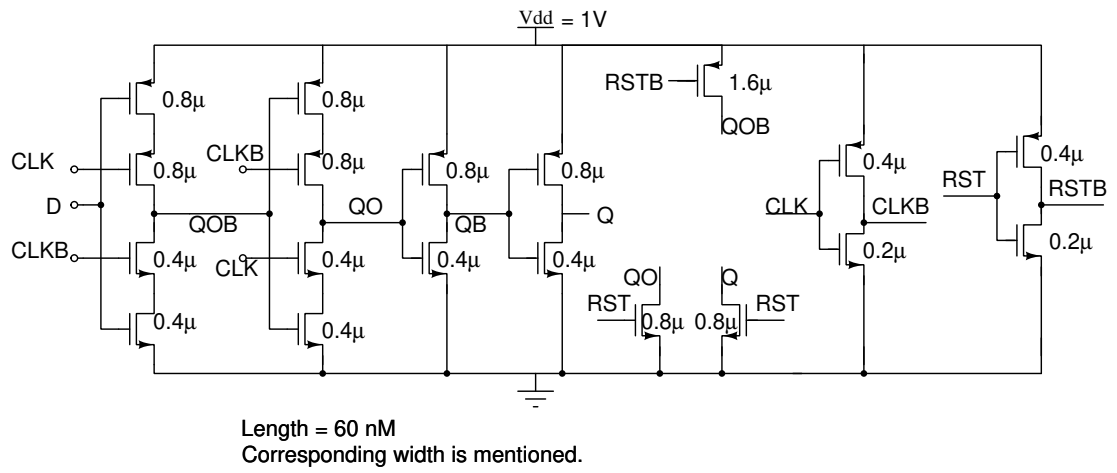 Vdd = 1V
RSTB
1.6μ
QOB
0.8μ
0.8μ
CLK
0.8μ
CLKB
0.8μ
0.8μ
0.8μ
D
QOB
QO
QB
Q
CLKB
0.4μ
CLK
0.4μ
0.4μ
0.4μ
0.4μ
0.4μ
QO
Q
RST
0.8μ
0.8μ
RST
CLK
0.4μ
CLKB
0.2μ
RST
0.4μ
RSTB
0.2μ
Length = 60 nM
Corresponding width is mentioned.